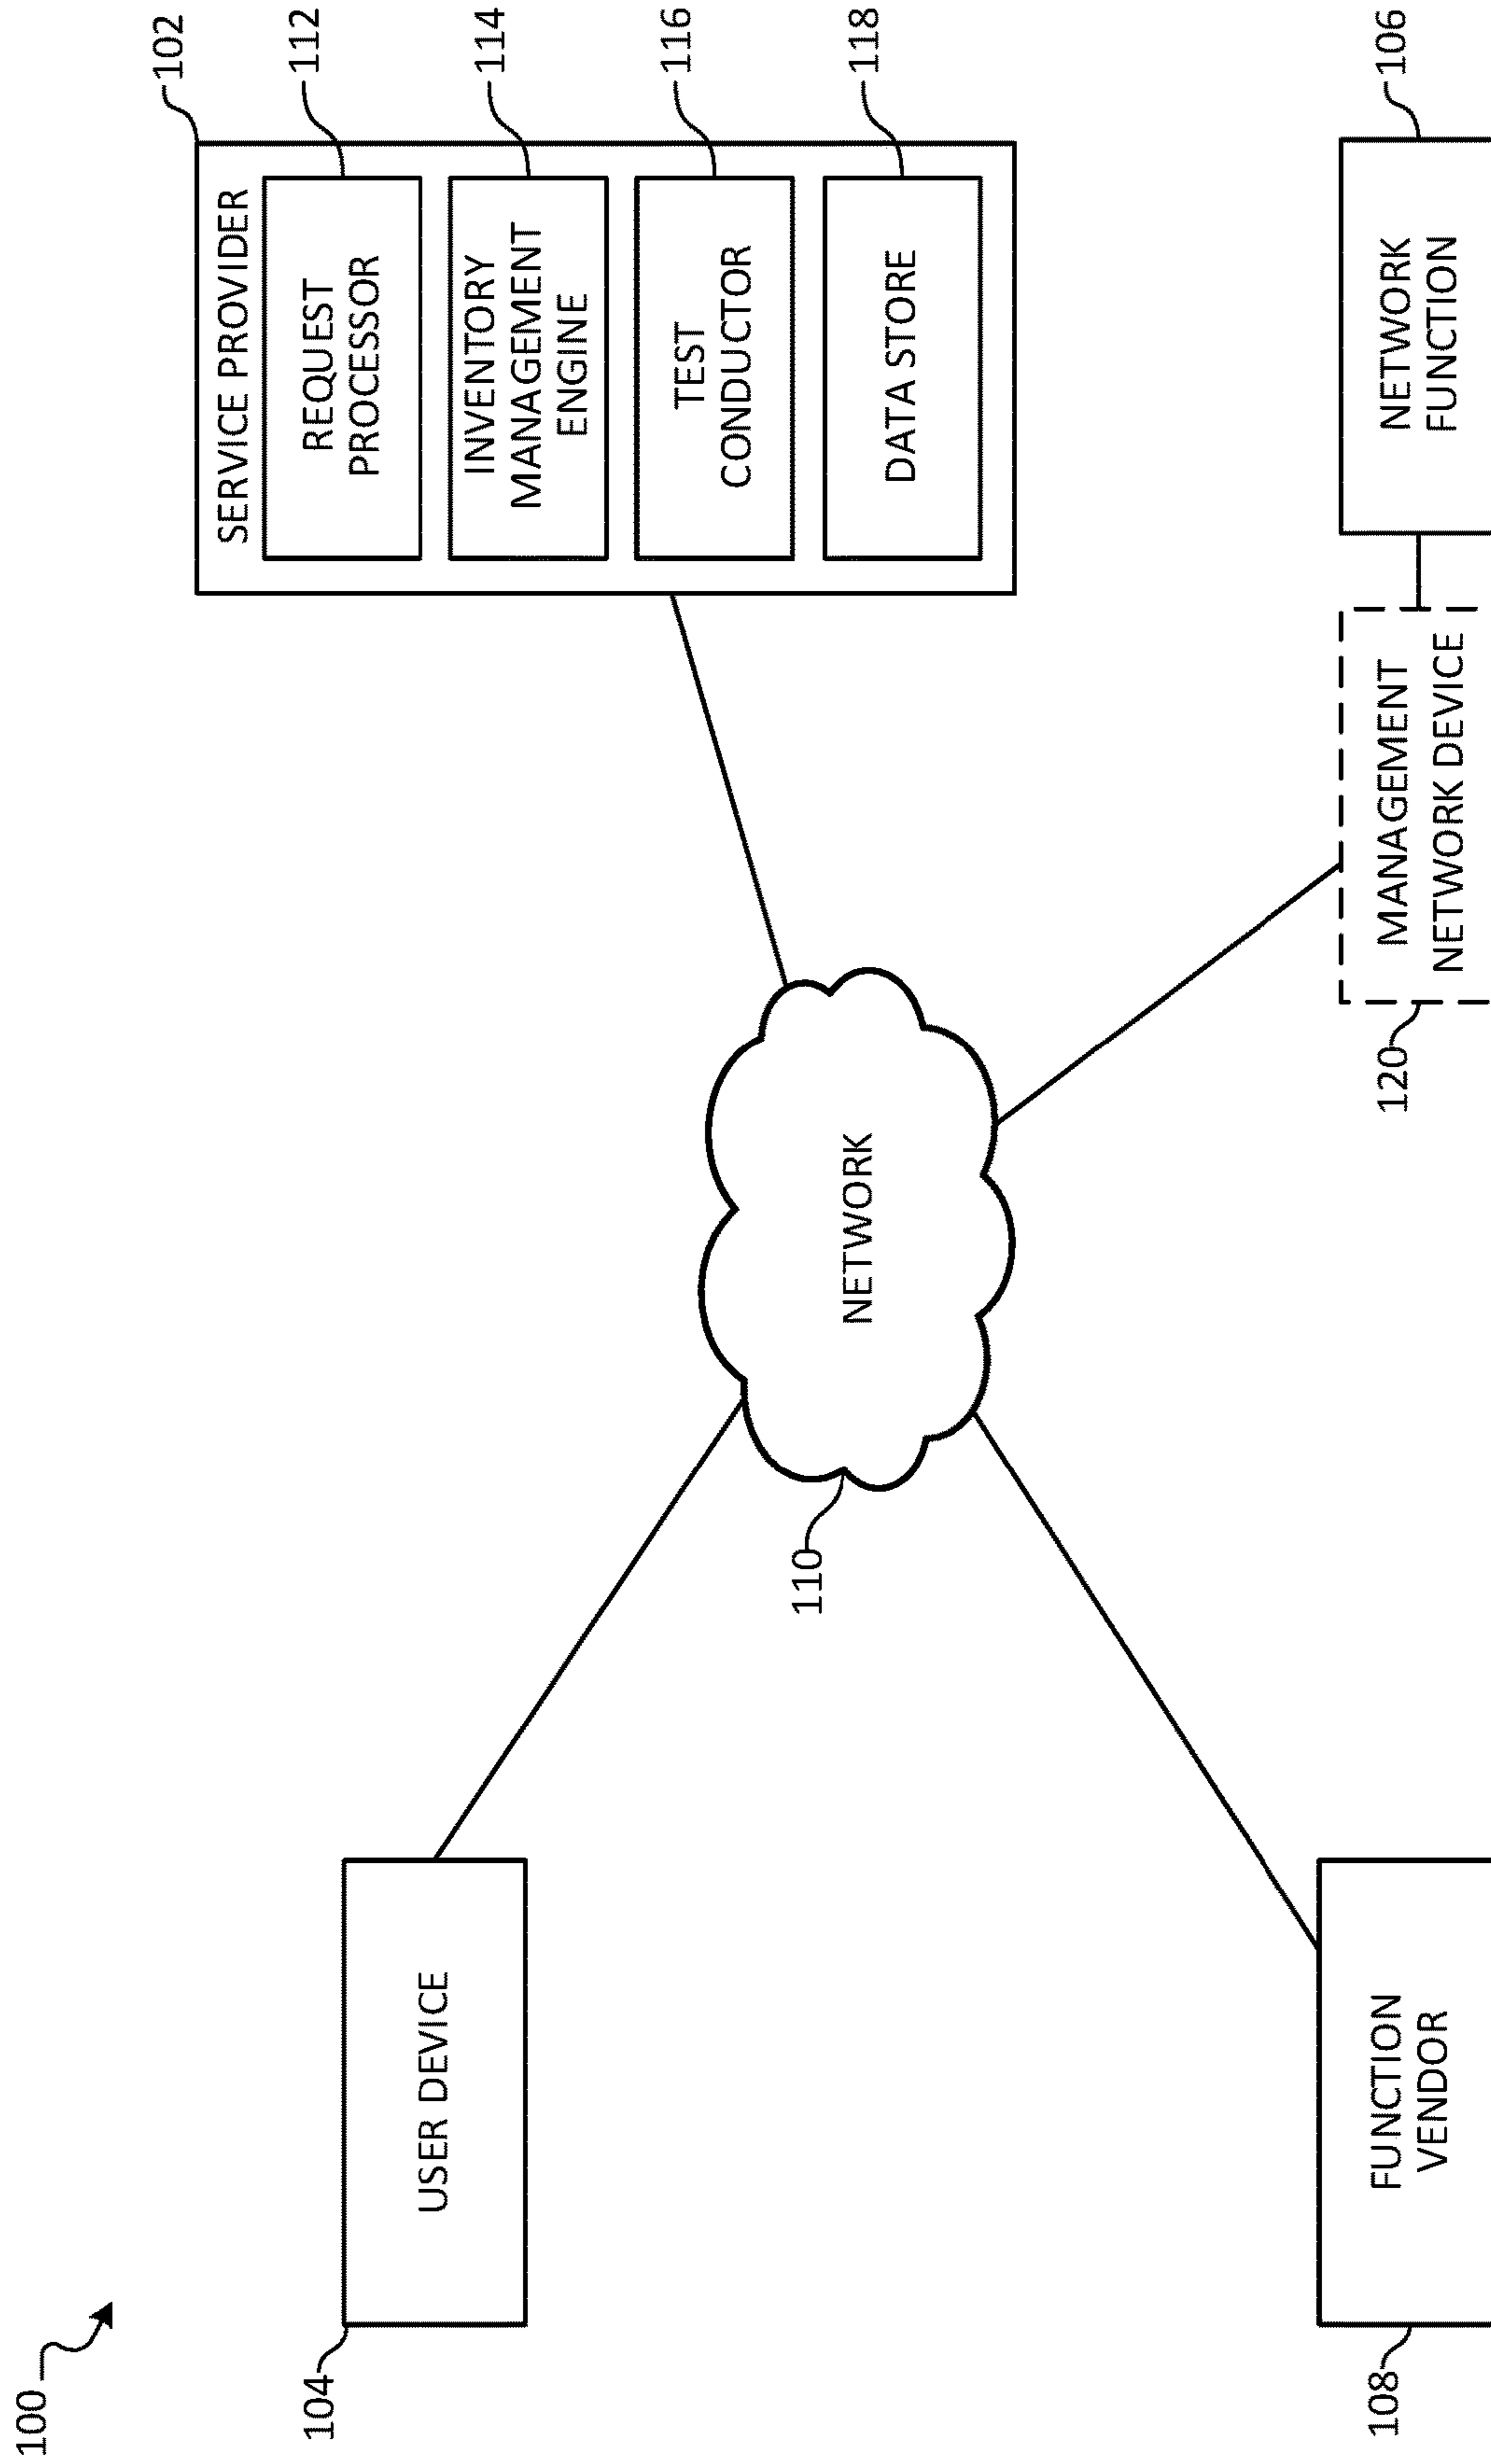 100
104
USER DEVICE
SERVICE PROVIDER
102
REQUEST
PROCESSOR
112
INVENTORY
MANAGEMENT
ENGINE
114
TEST
CONDUCTOR
116
DATA STORE
118
NETWORK
110
108
FUNCTION
VENDOR
120
MANAGEMENT
NETWORK DEVICE
NETWORK
FUNCTION
106